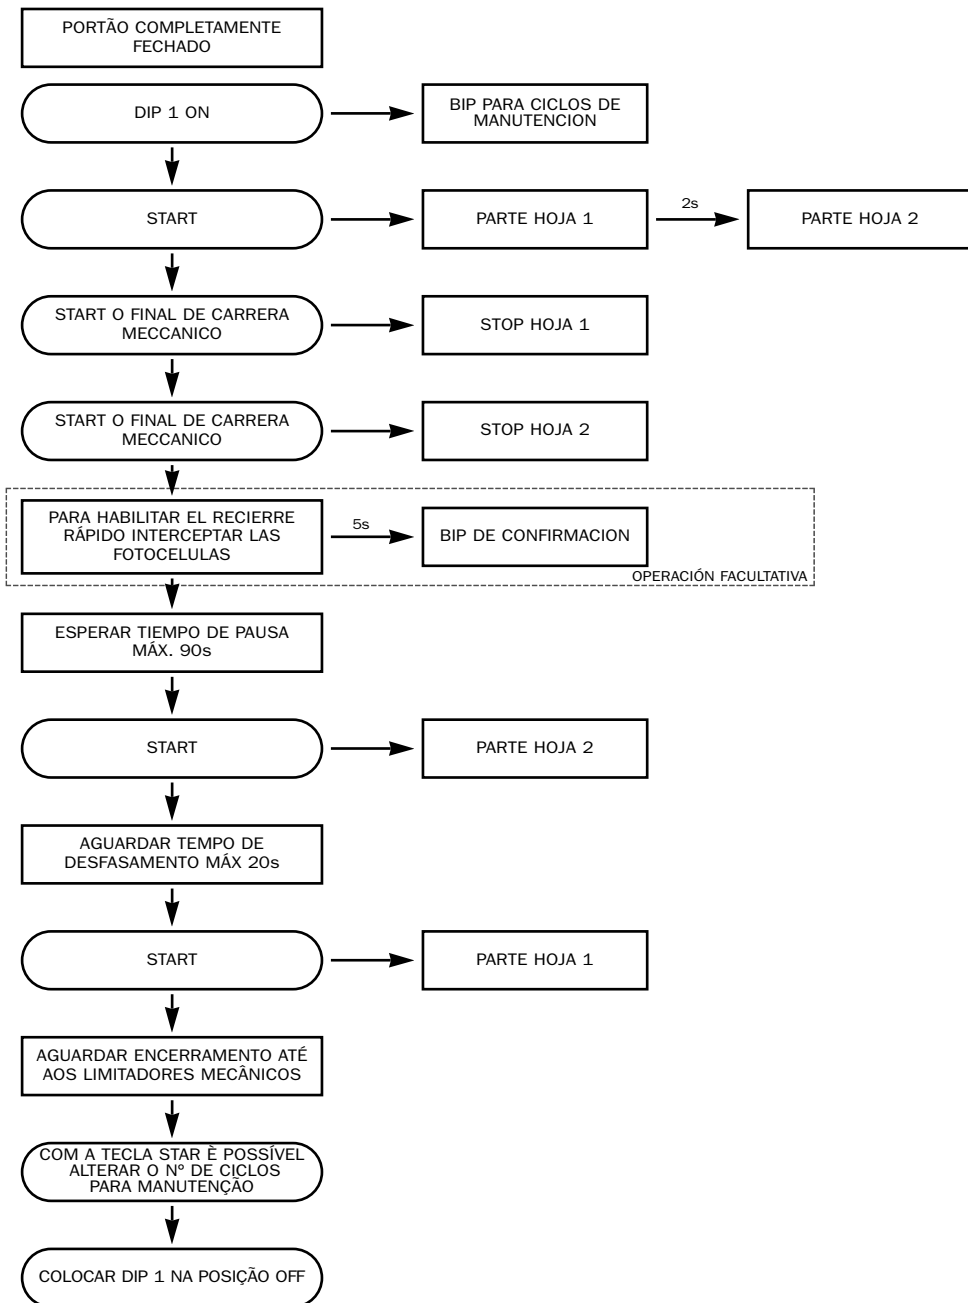 PORTÃO COMPLETAMENTE
FECHADO
DIP 1 ON
BIP PARA CICLOS DE
MANUTENCION
START
PARTE HOJA 1
2s
PARTE HOJA 2
START O FINAL DE CARRERA
MECCANICO
STOP HOJA 1
START O FINAL DE CARRERA
MECCANICO
STOP HOJA 2
PARA HABILITAR EL RECIERRE
RÁPIDO INTERCEPTAR LAS
FOTOCELULAS
5s
BIP DE CONFIRMACION
OPERACIÓN FACULTATIVA
ESPERAR TIEMPO DE PAUSA
MÁX. 90s
START
PARTE HOJA 2
AGUARDAR TEMPO DE
DESFASAMENTO MÁX 20s
START
PARTE HOJA 1
AGUARDAR ENCERRAMENTO ATÉ
AOS LIMITADORES MECÂNICOS
COM A TECLA STAR È POSSÍVEL
ALTERAR O Nº DE CICLOS
PARA MANUTENÇÃO
COLOCAR DIP 1 NA POSIÇÃO OFF